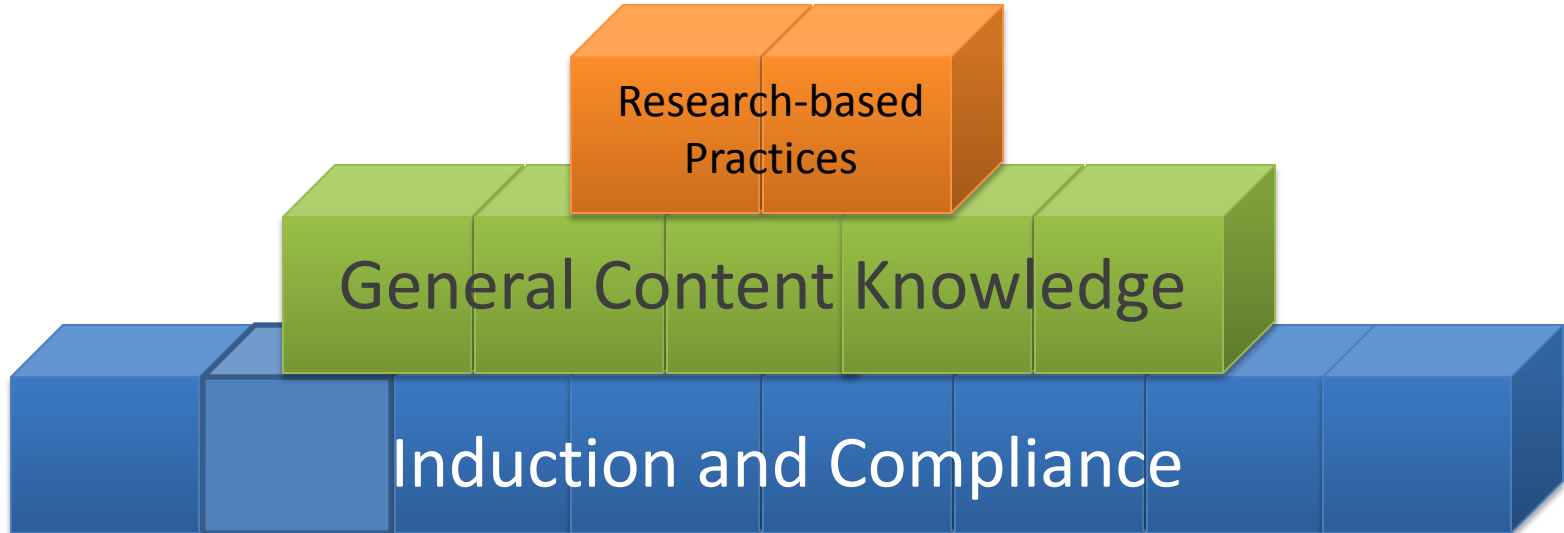 Research-based
Practices
General Content Knowledge
Induction and Compliance